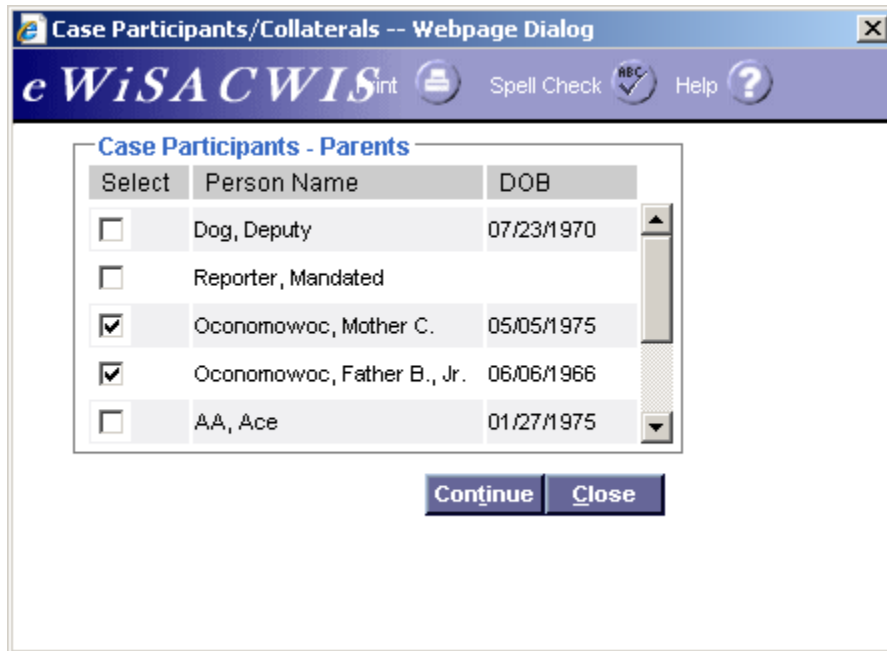 Case Participants/Collaterals -- Webpage Dialog
e WiSACWIS Print Spell Check ABC Help ?
Case Participants - Parents
Select Person Name DOB
Dog, Deputy 07/23/1970
Reporter, Mandated
Oconomowoc, Mother C. 05/05/1975
Oconomowoc, Father B., Jr. 06/06/1966
AA, Ace 01/27/1975
Continue Close